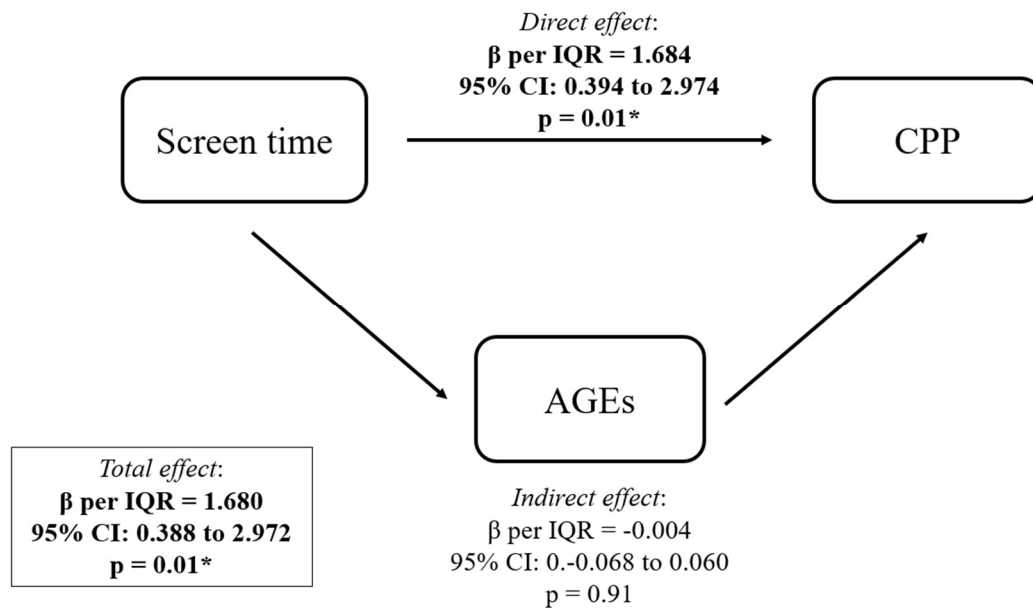 Direct effect:
β per IQR = 1.684
95% CI: 0.394 to 2.974
p = 0.01*
Screen time
CPP
AGEs
Total effect:
β per IQR = 1.680
95% CI: 0.388 to 2.972
p = 0.01*
Indirect effect:
β per IQR = -0.004
95% CI: 0.-0.068 to 0.060
p = 0.91